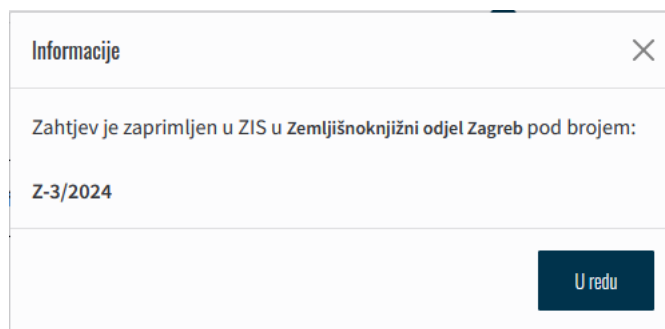 Informacije
Zahtjev je zaprimljen u ZIS u Zemljišnoknjižni odjel Zagreb pod brojem:
Z-3/2024
U redu